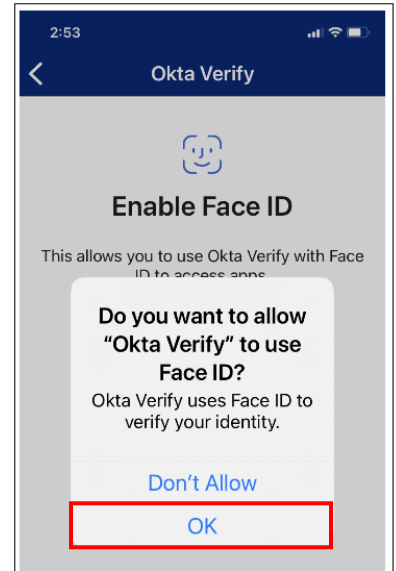 2:53
Okta Verify
Enable Face ID
This allows you to use Okta Verify with Face
ID to access apps
Do you want to allow
“Okta Verify” to use
Face ID?
Okta Verify uses Face ID to
verify your identity.
Don’t Allow
OK